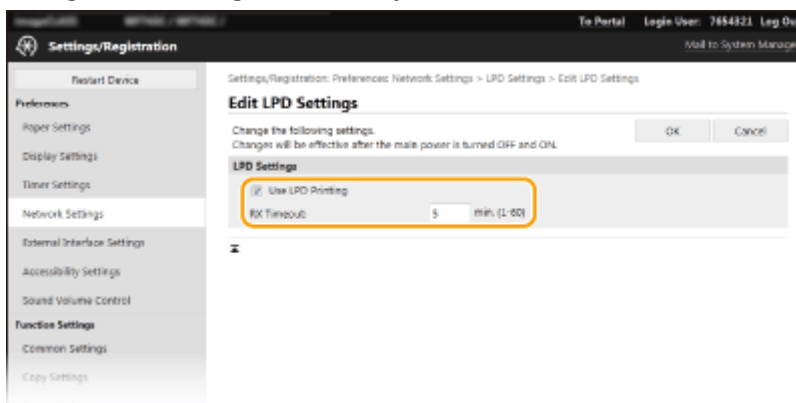 To Portal Login User: 7654321 Log Ou
Settings/Registration
Mail to System Manage
Restart Device
Settings/Registration: Preferences: Network Settings > LPD Settings > Edit LPD Settings
Preferences
Edit LPD Settings
Paper Settings
Change the following settings.
OK
Cancel
Changes will be effective after the main power is turned OFF and ON.
Display Settings
LPD Settings
Timer Settings
Use LPD Printing
Network Settings
RX Timeout:
5
min. (1-60)
External Interface Settings
Accessibility Settings
Sound Volume Control
Function Settings
Common Settings
Copy Settings